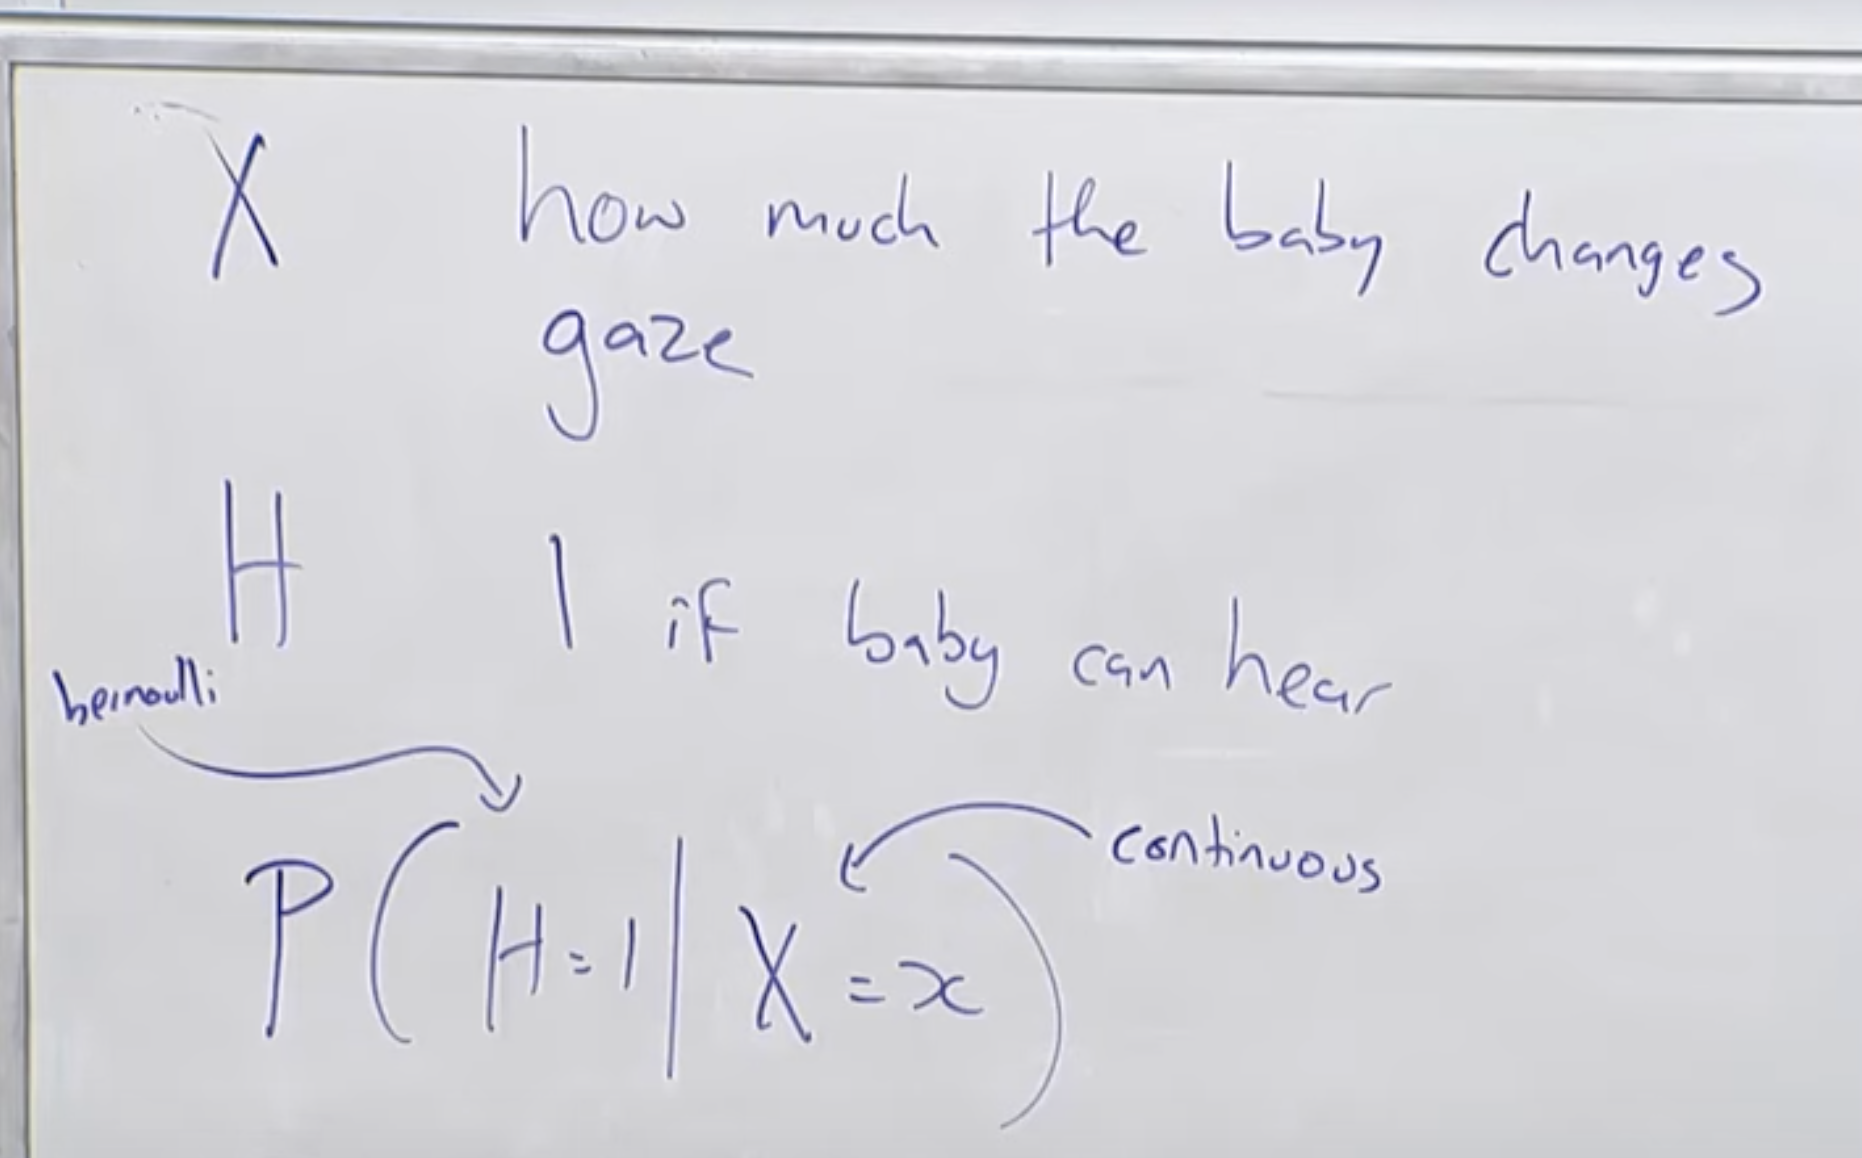 X how much the baby changes
gaze
H 1 if baby can hear
bernoulli
continuous
P(H=1|X=x)